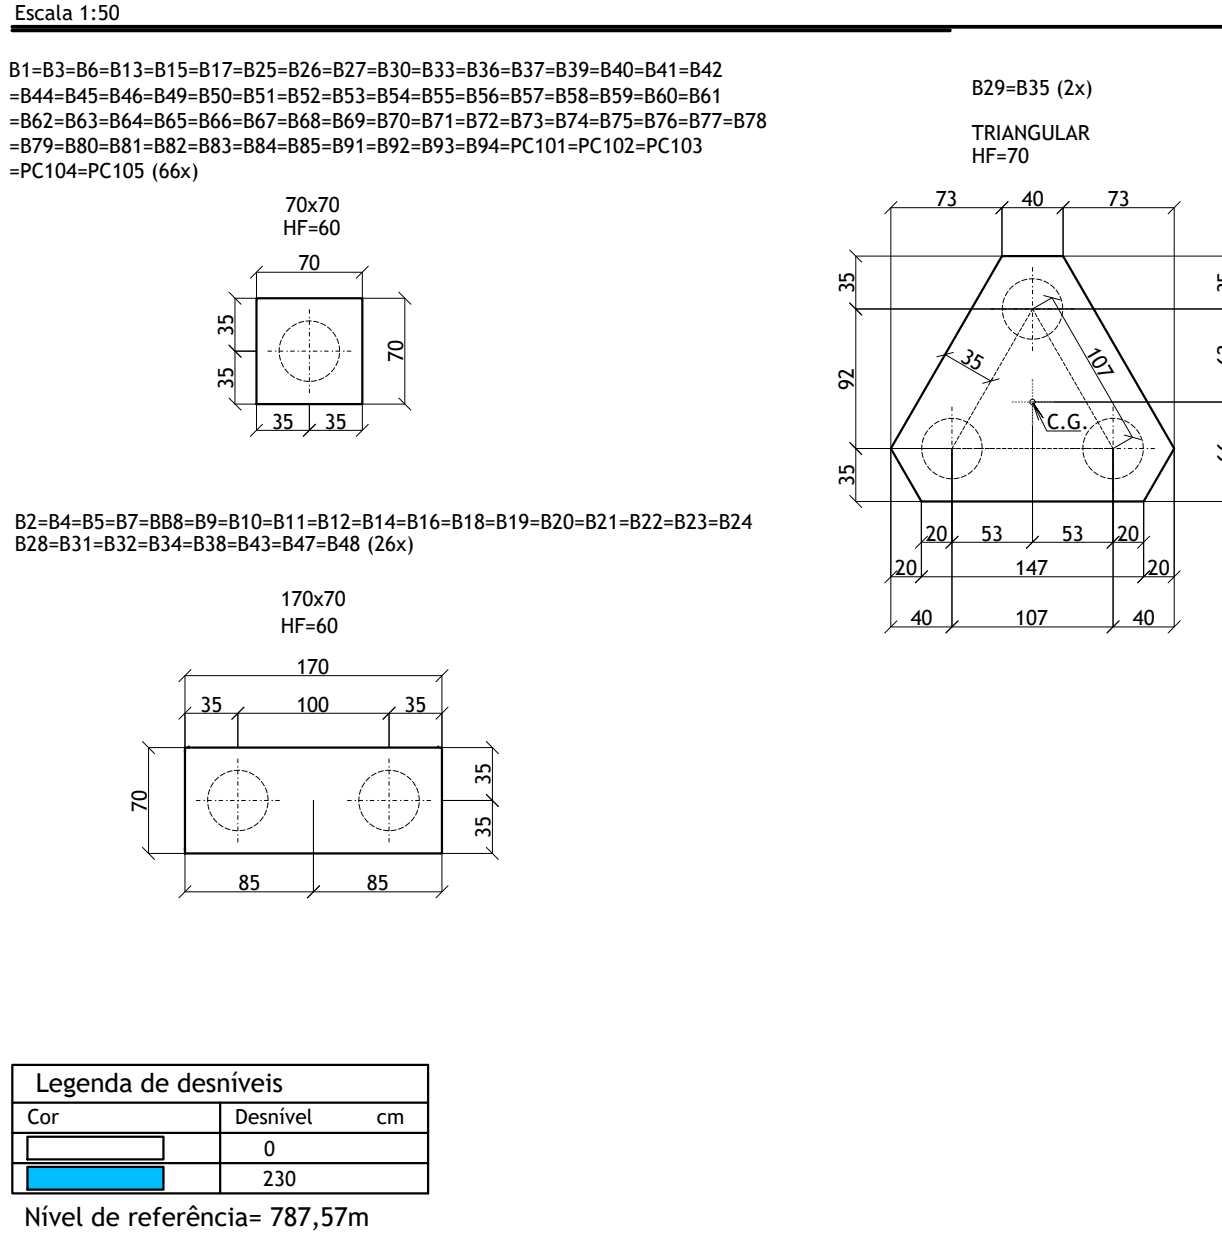 Escala 1:50
B1=B3=B6=B13=B15=B17=B25=B26=B27=B30=B33=B36=B37=B39=B40=B41=B42
=B44=B45=B46=B49=B50=B51=B52=B53=B54=B55=B56=B57=B58=B59=B60=B61
=B62=B63=B64=B65=B66=B67=B68=B69=B70=B71=B72=B73=B74=B75=B76=B77=B78
=B79=B80=B81=B82=B83=B84=B85=B91=B92=B93=B94=PC101=PC102=PC103
=PC104=PC105 (66x)
70x70
HF=60
70
35
35
70
35 35
B29=B35 (2x)
TRIANGULAR
HF=70
73 40 73
35
92
35
35
107
C.G.
20 53 53 20
20 147 20
40 107 40
B2=B4=B5=B7=BB8=B9=B10=B11=B12=B14=B16=B18=B19=B20=B21=B22=B23=B24
B28=B31=B32=B34=B38=B43=B47=B48 (26x)
170x70
HF=60
170
35 100 35
70
35
35
85 85
Legenda de desníveis
Cor Desnível cm
0
230
Nível de referência= 787,57m